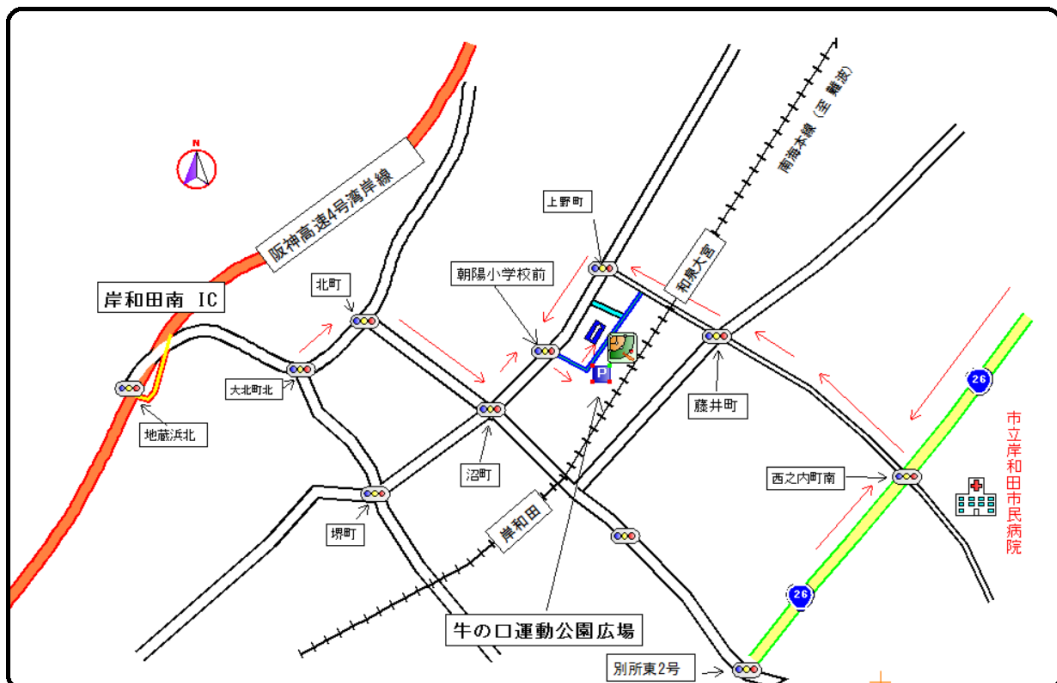 N
南海本線（至 難波）
阪神高速4号湾岸線
上野町
和泉大宮
朝陽小学校前
岸和田南 IC
北町
26
大北町北
P
藤井町
地蔵浜北
市立岸和田市民病院
沼町
西之内町南
岸和田
堺町
26
牛の口運動公園広場
別所東2号